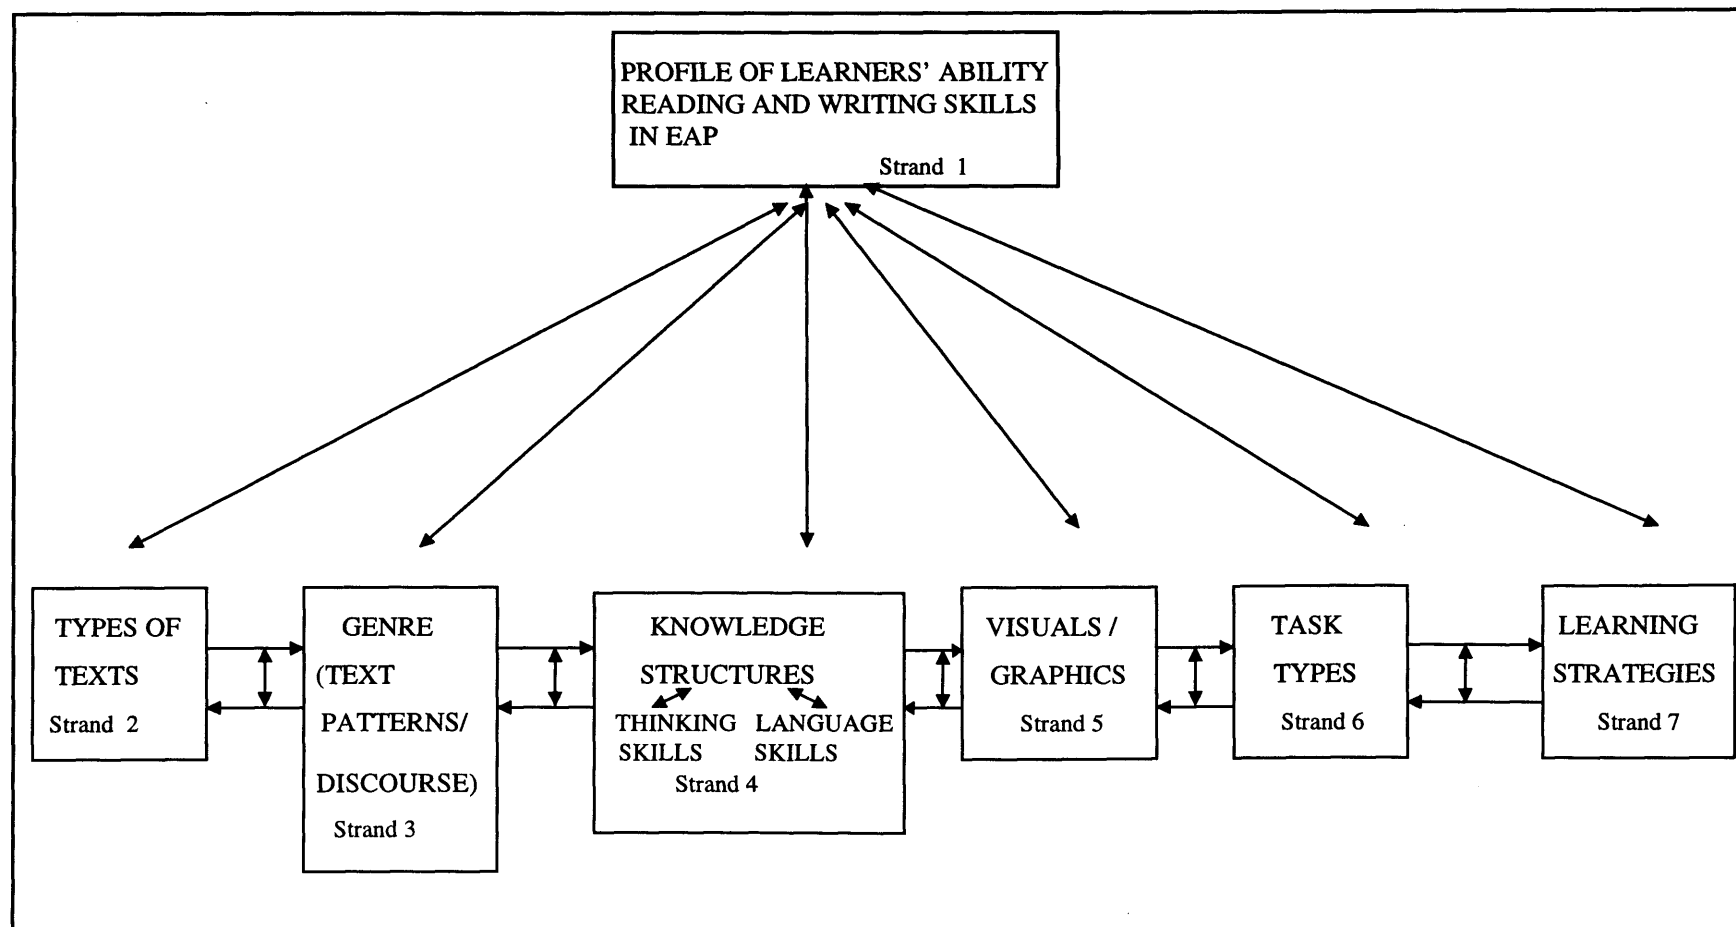 PROFILE OF LEARNERS' ABILITY
READING AND WRITING SKILLS
IN EAP
Strand 1
TYPES OF
TEXTS
Strand 2
GENRE
(TEXT
PATTERNS/
DISCOURSE)
Strand 3
KNOWLEDGE
STRUCTURES
THINKING LANGUAGE
SKILLS SKILLS
Strand 4
VISUALS /
GRAPHICS
Strand 5
TASK
TYPES
Strand 6
LEARNING
STRATEGIES
Strand 7